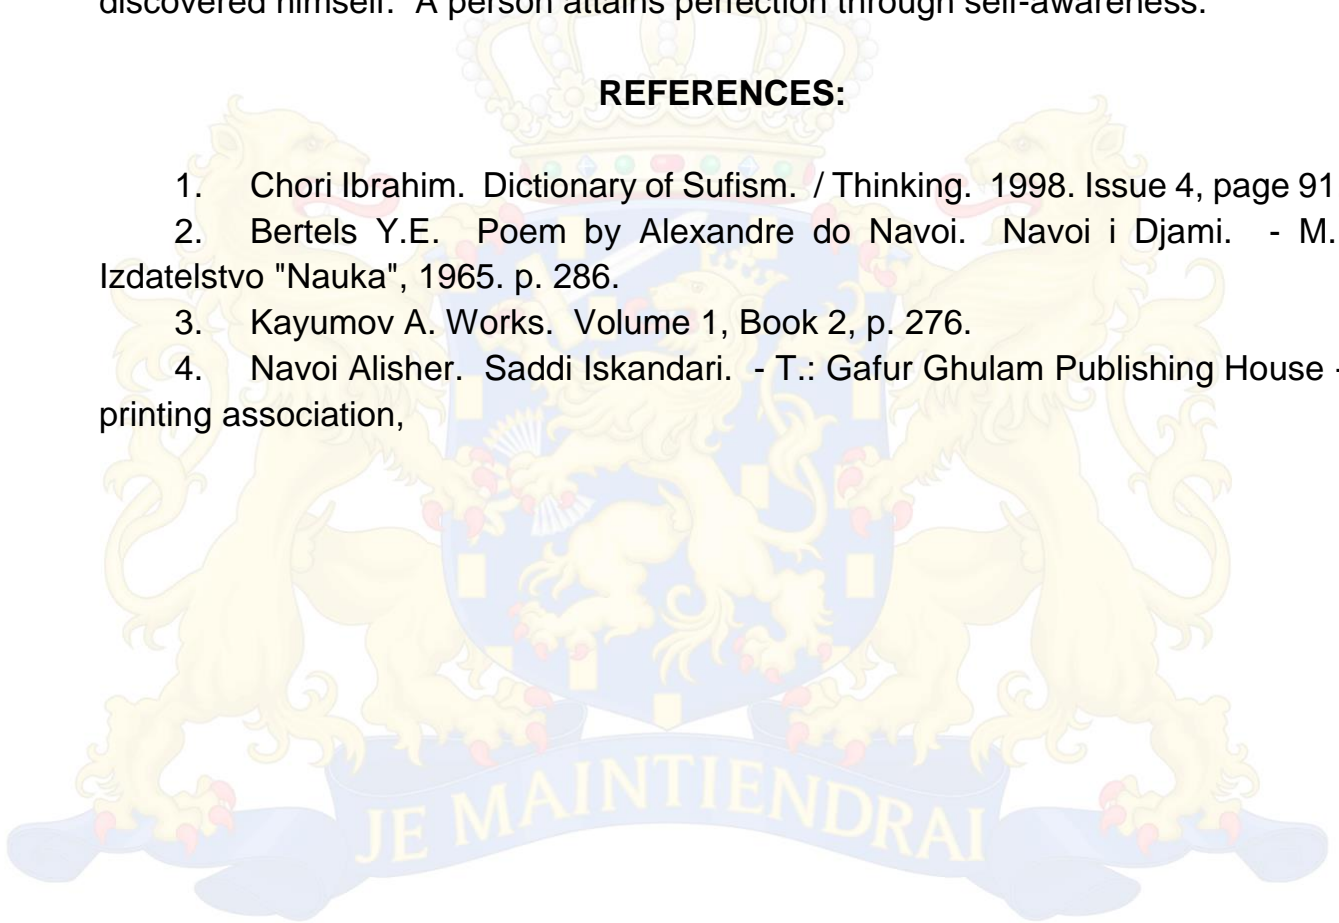 discovered himself. A person attains perfection through self-awareness.
REFERENCES:
1. Chori Ibrahim. Dictionary of Sufism. / Thinking. 1998. Issue 4, page 91
2. Bertels Y.E. Poem by Alexandre do Navoi. Navoi i Djami. - M.
Izdatelstvo "Nauka", 1965. p. 286.
3. Kayumov A. Works. Volume 1, Book 2, p. 276.
4. Navoi Alisher. Saddi Iskandari. - T.: Gafur Ghulam Publishing House -
printing association,
JE MAINTIENDRAI